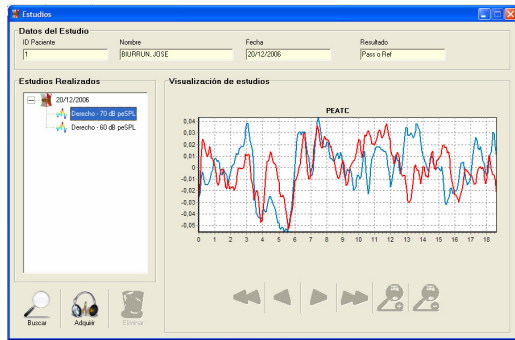 Estudios
Datos del Estudio
ID Paciente Nombre Fecha Resultado
1 BIURRUN, JOSE 20/12/2006 Pass o Ref
Estudios Realizados
20/12/2006
Derecho - 70 dB peSPL
Derecho - 60 dB peSPL
Visualización de estudios
PEATC
0,04
0,03
0,02
0,01
0
-0,01
-0,02
-0,03
-0,04
-0,05
0 1 2 3 4 5 6 7 8 9 10 11 12 13 14 15 16 17 18
Buscar Adquirir Eliminar